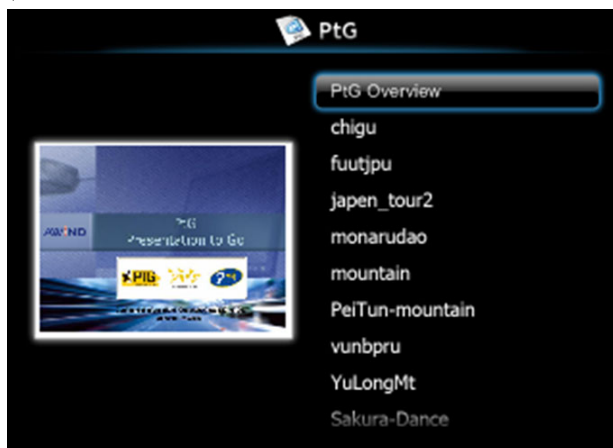 PtG
PtG Overview
chigu
fuutjpu
japen_tour2
monarudao
mountain
PeiTun-mountain
vunbpru
YuLongMt
Sakura-Dance
AWIND
PtG
Presentation to Go
PtG